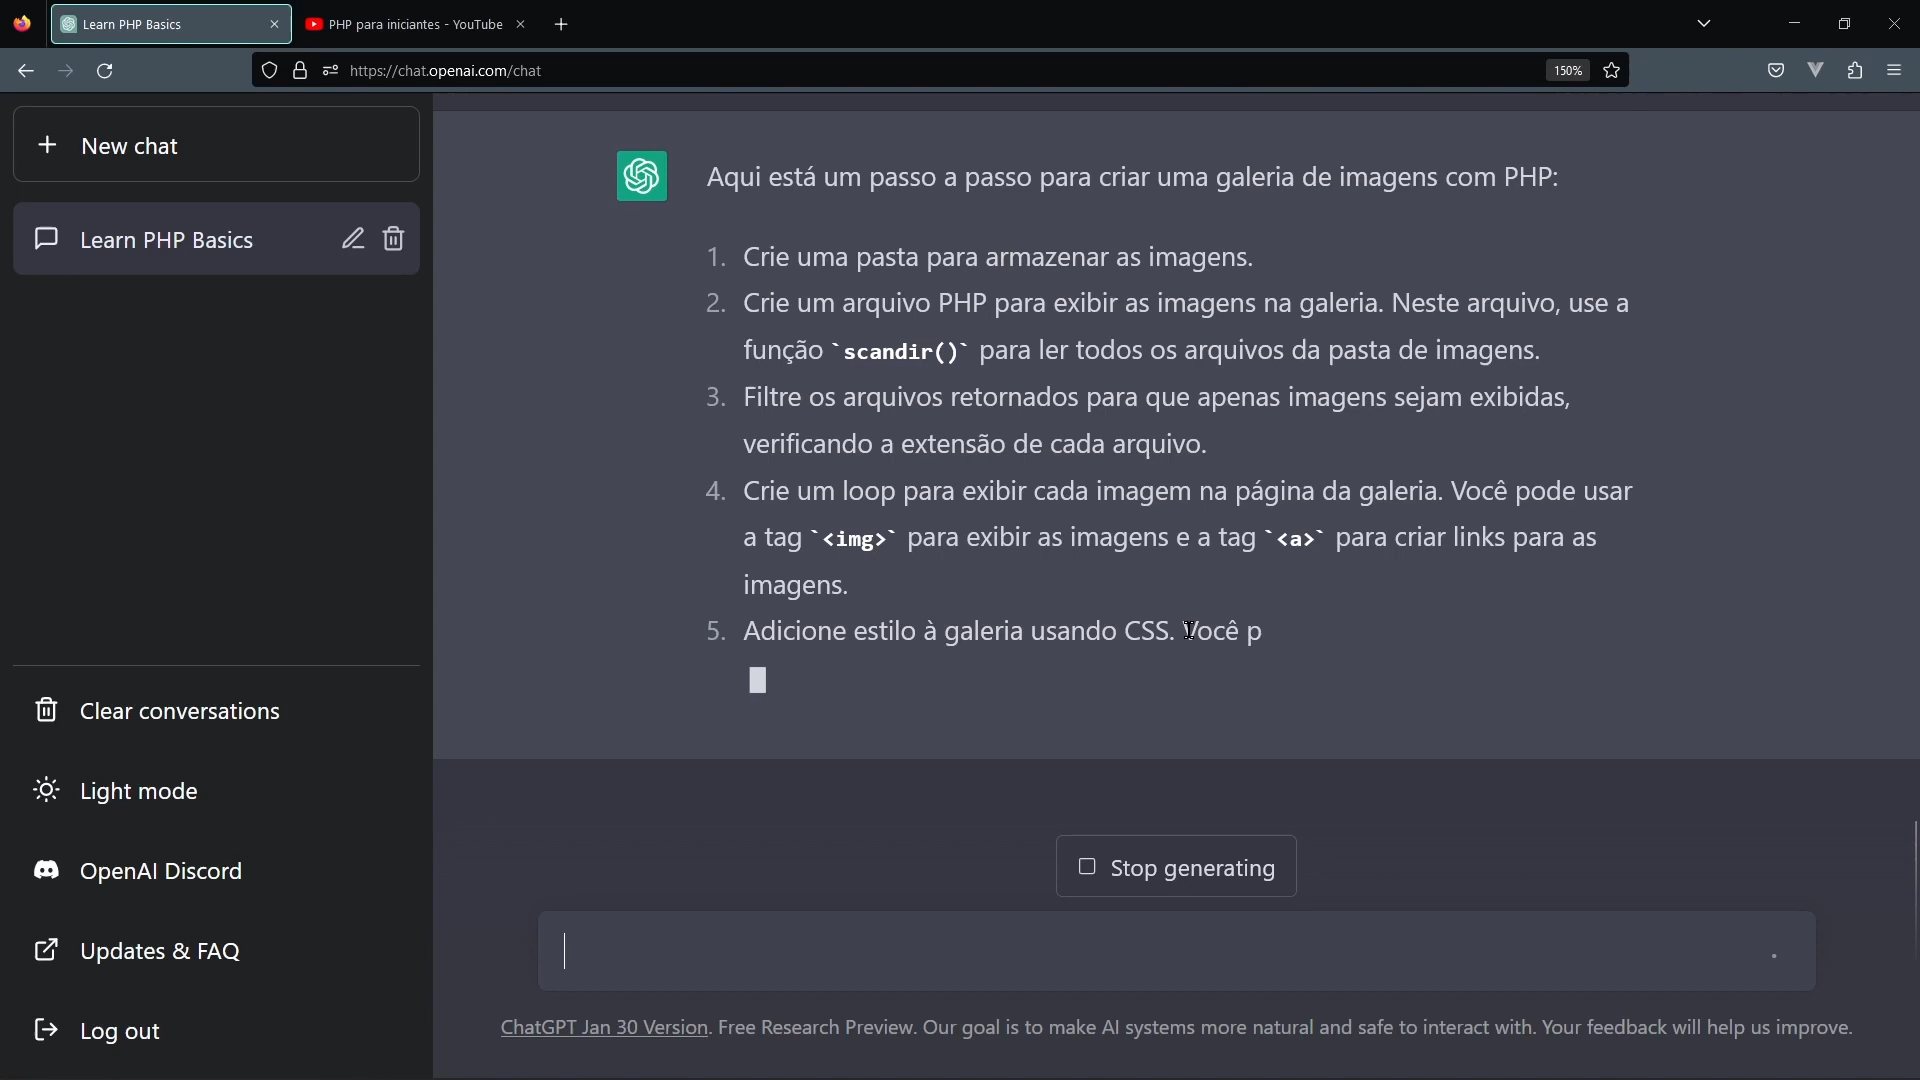 Learn PHP Basics
PHP para iniciantes - YouTube
https://chat.openai.com/chat
150%
New chat
Learn PHP Basics
Clear conversations
Light mode
OpenAI Discord
Updates & FAQ
Log out
Aqui está um passo a passo para criar uma galeria de imagens com PHP:
1. Crie uma pasta para armazenar as imagens.
2. Crie um arquivo PHP para exibir as imagens na galeria. Neste arquivo, use a
função `scandir()` para ler todos os arquivos da pasta de imagens.
3. Filtre os arquivos retornados para que apenas imagens sejam exibidas,
verificando a extensão de cada arquivo.
4. Crie um loop para exibir cada imagem na página da galeria. Você pode usar
a tag `<img>` para exibir as imagens e a tag `<a>` para criar links para as
imagens.
5. Adicione estilo à galeria usando CSS. Você p
Stop generating
ChatGPT Jan 30 Version. Free Research Preview. Our goal is to make AI systems more natural and safe to interact with. Your feedback will help us improve.